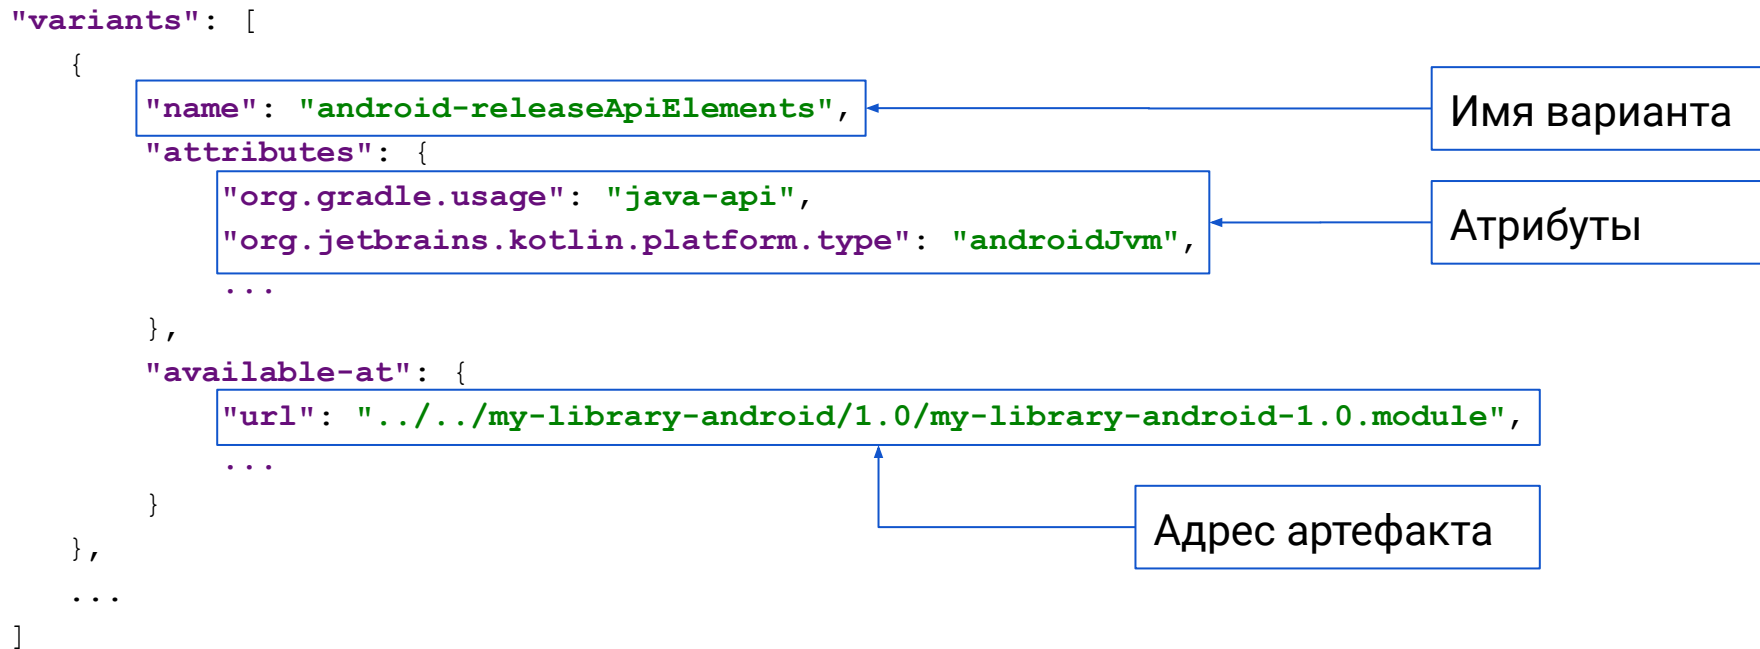 "variants": [
{
"name": "android-releaseApiElements",
Имя варианта
"attributes": {
"org.gradle.usage": "java-api",
"org.jetbrains.kotlin.platform.type": "androidJvm",
Атрибуты
...
},
"available-at": {
"url": "../../my-library-android/1.0/my-library-android-1.0.module",
...
}
Адрес артефакта
},
...
]